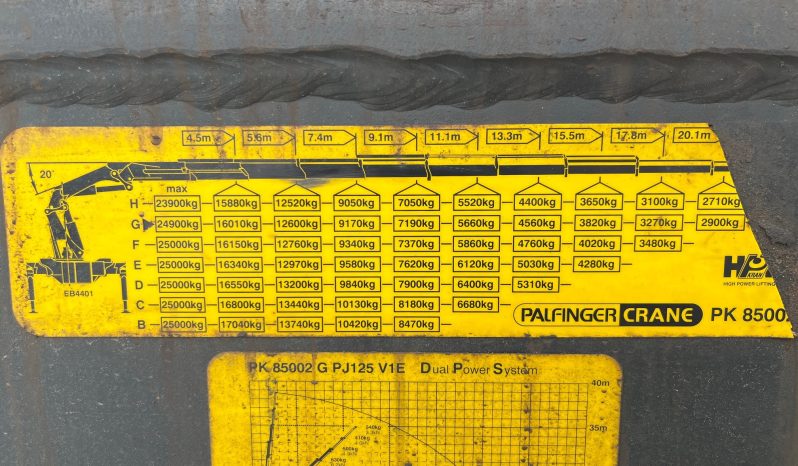 4.5m 5.6m 7.4m 9.1m 11.1m 13.3m 15.5m 17.8m 20.1m
20°
max
H 23900kg 15880kg 12520kg 9050kg 7050kg 5520kg 4400kg 3650kg 3100kg 2710kg
G 24900kg 16010kg 12600kg 9170kg 7190kg 5660kg 4560kg 3820kg 3270kg 2900kg
F 25000kg 16150kg 12760kg 9340kg 7370kg 5860kg 4760kg 4020kg 3480kg
E 25000kg 16340kg 12970kg 9580kg 7620kg 6120kg 5030kg 4280kg
D 25000kg 16550kg 13200kg 9840kg 7900kg 6400kg 5310kg
C 25000kg 16800kg 13440kg 10130kg 8180kg 6680kg
B 25000kg 17040kg 13740kg 10420kg 8470kg
EB4401
HIGH POWER LIFTING
PALFINGER CRANE PK 85002
PK 85002 G PJ125 V1E Dual Power System
40m
35m
340kg
410kg